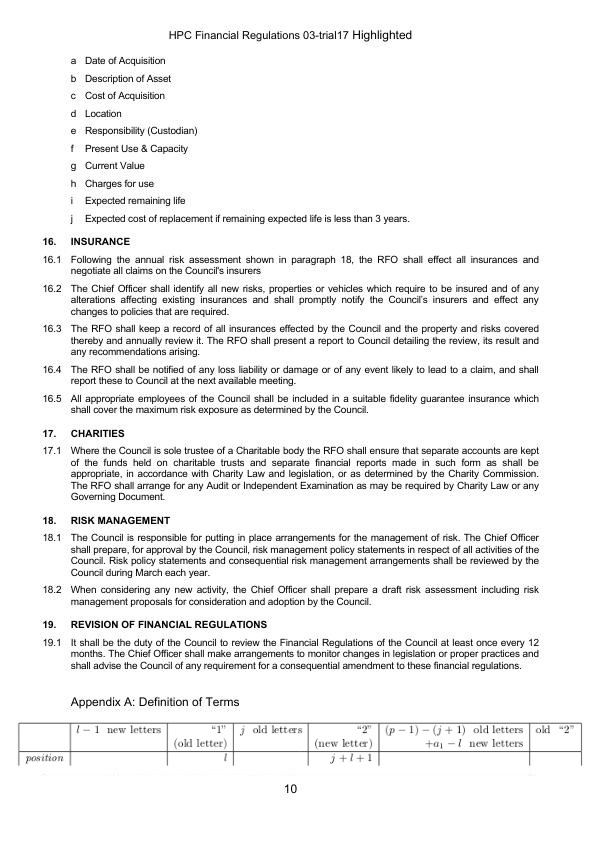 HPC Financial Regulations 03-trial17 Highlighted
a Date of Acquisition
b Description of Asset
c Cost of Acquisition
d Location
e Responsibility (Custodian)
f Present Use & Capacity
g Current Value
h Charges for use
i Expected remaining life
j Expected cost of replacement if remaining expected life is less than 3 years.
16. INSURANCE
16.1 Following the annual risk assessment shown in paragraph 18, the RFO shall effect all insurances and
negotiate all claims on the Council's insurers
16.2 The Chief Officer shall identify all new risks, properties or vehicles which require to be insured and of any
alterations affecting existing insurances and shall promptly notify the Council's insurers and effect any
changes to policies that are required.
16.3 The RFO shall keep a record of all insurances effected by the Council and the property and risks covered
thereby and annually review it. The RFO shall present a report to Council detailing the review, its result and
any recommendations arising.
16.4 The RFO shall be notified of any loss liability or damage or of any event likely to lead to a claim, and shall
report these to Council at the next available meeting.
16.5 All appropriate employees of the Council shall be included in a suitable fidelity guarantee insurance which
shall cover the maximum risk exposure as determined by the Council.
17. CHARITIES
17.1 Where the Council is sole trustee of a Charitable body the RFO shall ensure that separate accounts are kept
of the funds held on charitable trusts and separate financial reports made in such form as shall be
appropriate, in accordance with Charity Law and legislation, or as determined by the Charity Commission.
The RFO shall arrange for any Audit or Independent Examination as may be required by Charity Law or any
Governing Document.
18. RISK MANAGEMENT
18.1 The Council is responsible for putting in place arrangements for the management of risk. The Chief Officer
shall prepare, for approval by the Council, risk management policy statements in respect of all activities of the
Council. Risk policy statements and consequential risk management arrangements shall be reviewed by the
Council during March each year.
18.2 When considering any new activity, the Chief Officer shall prepare a draft risk assessment including risk
management proposals for consideration and adoption by the Council.
19. REVISION OF FINANCIAL REGULATIONS
19.1 It shall be the duty of the Council to review the Financial Regulations of the Council at least once every 12
months. The Chief Officer shall make arrangements to monitor changes in legislation or proper practices and
shall advise the Council of any requirement for a consequential amendment to these financial regulations.
Appendix A: Definition of Terms
l − 1 new letters "1" j old letters "2" (p − 1) − (j + 1) old letters old "2"
(old letter) (new letter) +a₁ − l new letters
position l j + l + 1
10